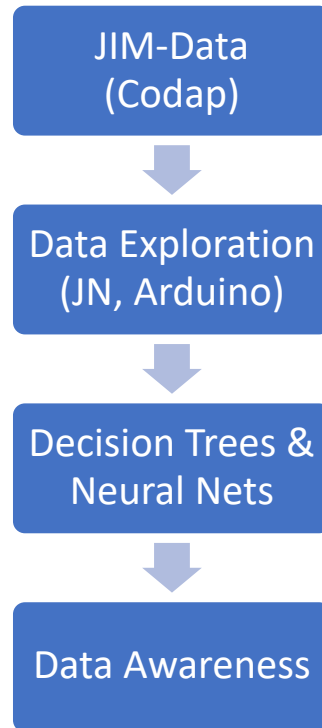 JIM-Data
(Codap)
Data Exploration
(JN, Arduino)
Decision Trees &
Neural Nets
Data Awareness